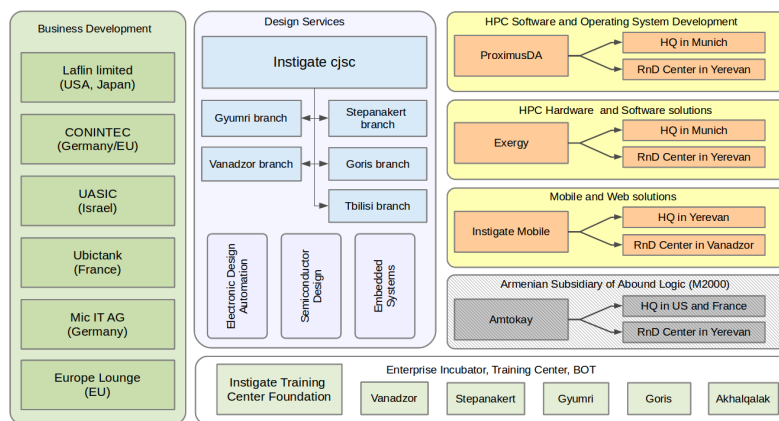 Business Development
Laflin limited
(USA, Japan)
CONINTEC
(Germany/EU)
UASIC
(Israel)
Ubictank
(France)
Mic IT AG
(Germany)
Europe Lounge
(EU)
Design Services
Instigate cjsc
Gyumri branch
Stepanakert
branch
Vanadzor branch
Goris branch
Tbilisi branch
Electronic Design
Automation
Semiconductor
Design
Embedded
Systems
HPC Software and Operating System Development
ProximusDA
HQ in Munich
RnD Center in Yerevan
HPC Hardware and Software solutions
Exergy
HQ in Munich
RnD Center in Yerevan
Mobile and Web solutions
Instigate Mobile
HQ in Yerevan
RnD Center in Vanadzor
Armenian Subsidiary of Abound Logic (M2000)
Amtokay
HQ in US and France
RnD Center in Yerevan
Enterprise Incubator, Training Center, BOT
Instigate Training
Center Foundation
Vanadzor
Stepanakert
Gyumri
Goris
Akhalqalak